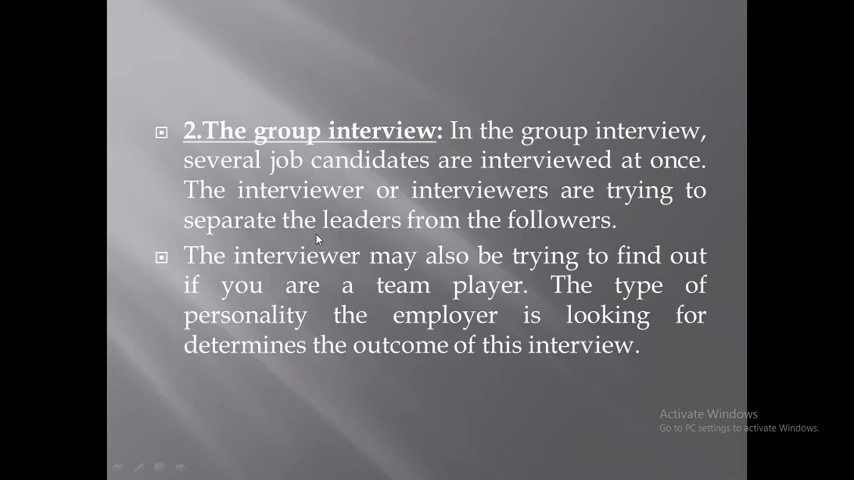 2.The group interview: In the group interview,
several job candidates are interviewed at once.
The interviewer or interviewers are trying to
separate the leaders from the followers.
The interviewer may also be trying to find out
if you are a team player. The type of
personality the employer is looking for
determines the outcome of this interview.
Activate Windows
Go to PC settings to activate Windows.